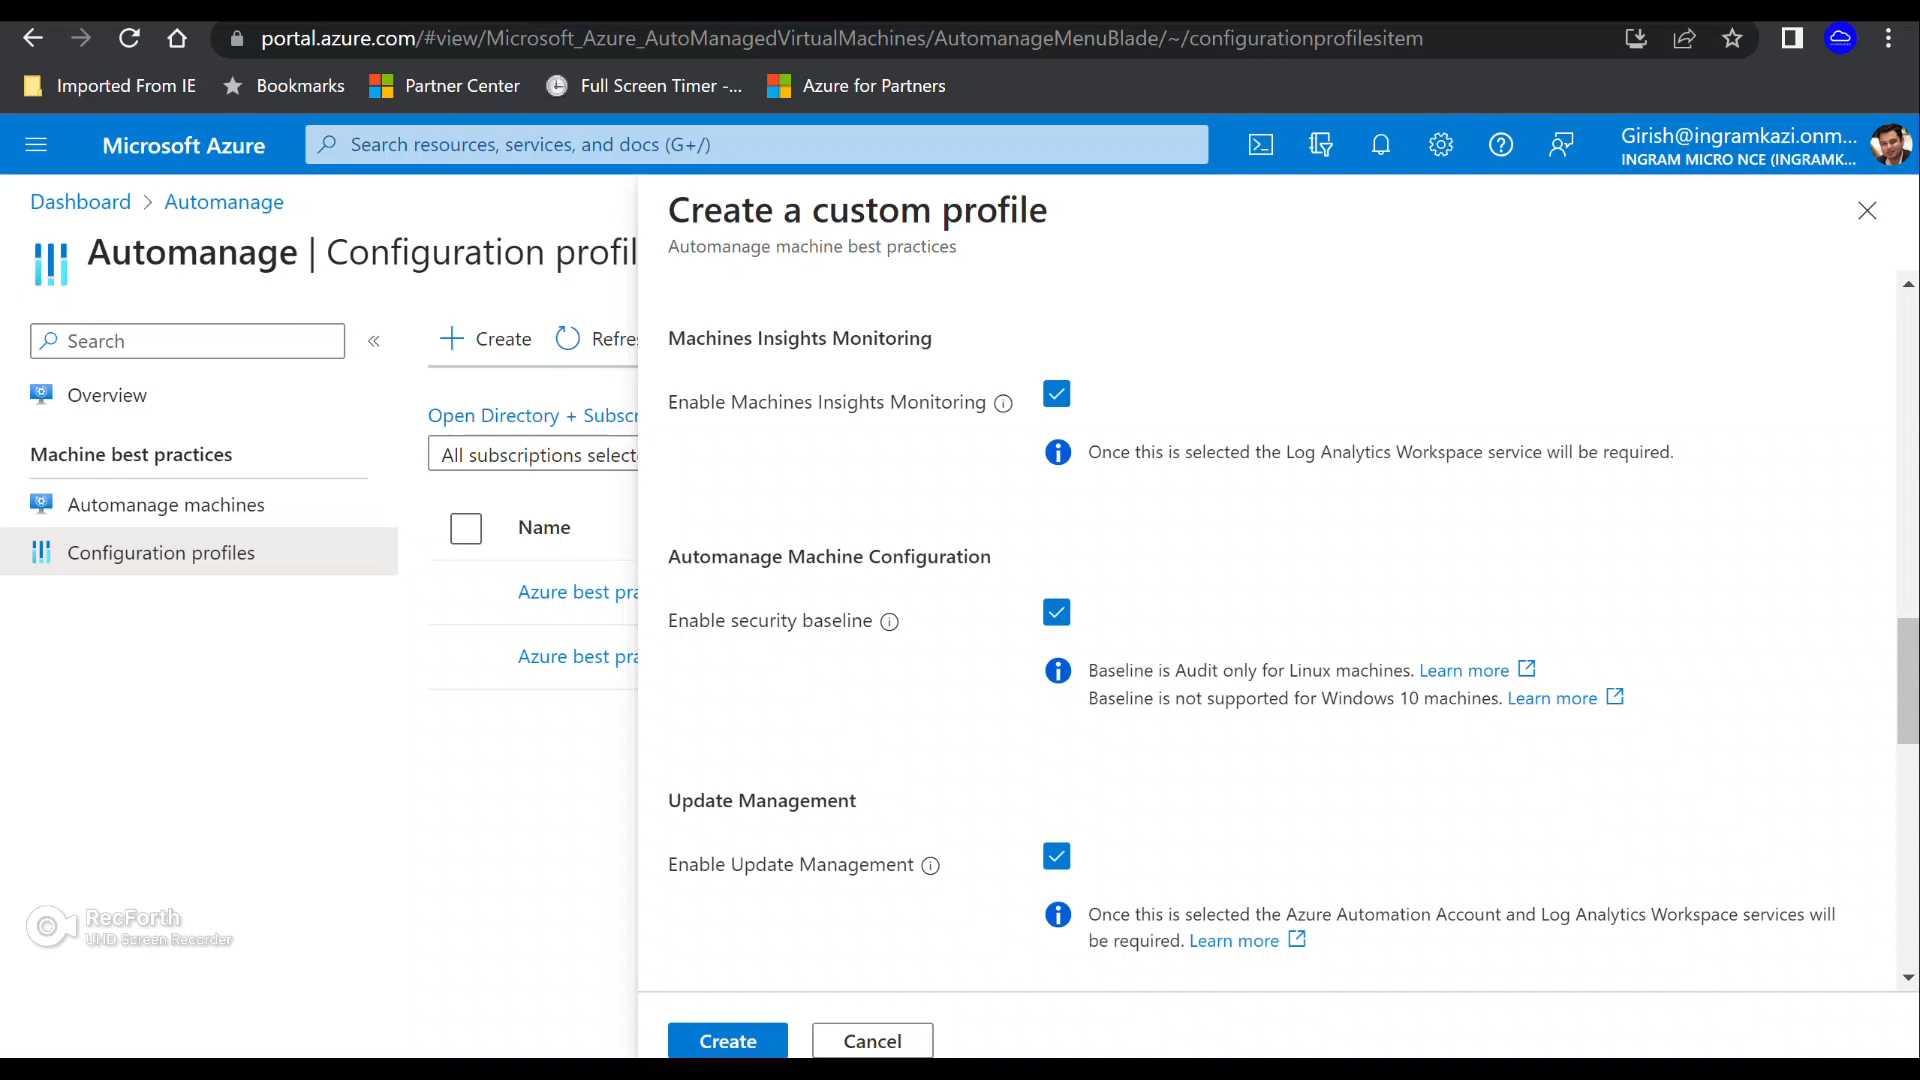 portal.azure.com/#view/Microsoft_Azure_AutoManagedVirtualMachines/AutomanageMenuBlade/~/configurationprofilesitem
Imported From IE
Bookmarks
Partner Center
Full Screen Timer -...
Azure for Partners
Microsoft Azure
Search resources, services, and docs (G+/)
Girish@ingramkazi.onm...
INGRAM MICRO NCE (INGRAMK...
Dashboard > Automanage
Automanage | Configuration profil
Search
Overview
Machine best practices
Automanage machines
Configuration profiles
Create
Refre
Open Directory + Subscr
All subscriptions select
Name
Azure best pra
Azure best pra
Create a custom profile
Automanage machine best practices
Machines Insights Monitoring
Enable Machines Insights Monitoring
Once this is selected the Log Analytics Workspace service will be required.
Automanage Machine Configuration
Enable security baseline
Baseline is Audit only for Linux machines. Learn more
Baseline is not supported for Windows 10 machines. Learn more
Update Management
Enable Update Management
Once this is selected the Azure Automation Account and Log Analytics Workspace services will
be required. Learn more
Create
Cancel
RecForth
UHD Screen Recorder